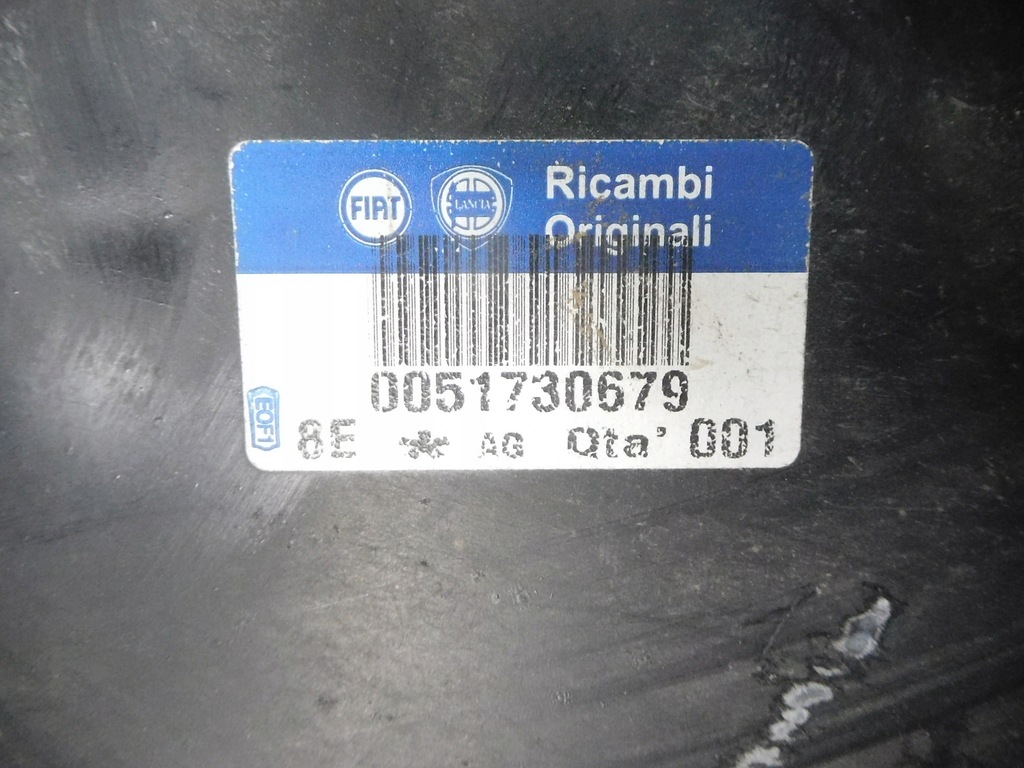 FIAT LANCIA Ricambi
Originali
0051730679
EOF1
8E * AG Qta' 001